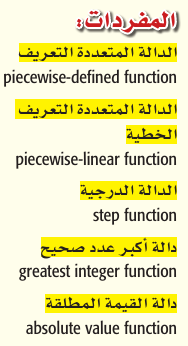 المفردات:
الدالة المتعددة التعريف
piecewise-defined function
الدالة المتعددة التعريف
الخطية
piecewise-linear function
الدالة الدرجية
step function
دالة أكبر عدد صحيح
greatest integer function
دالة القيمة المطلقة
absolute value function